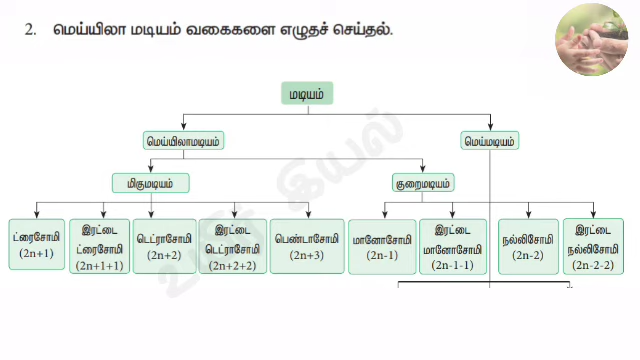 2. மெய்யிலா மடியம் வகைகளை எழுதச் செய்தல்.
மடியம்
மெய்யிலாமடியம்
மெய்மடியம்
மிகுமடியம்
குறைமடியம்
ட்ரைசோமி
(2n+1)
இரட்டை
ட்ரைசோமி
(2n+1+1)
டெட்ராசோமி
(2n+2)
இரட்டை
டெட்ராசோமி
(2n+2+2)
பெண்டாசோமி
(2n+3)
மானோசோமி
(2n-1)
இரட்டை
மானோசோமி
(2n-1-1)
நல்லிசோமி
(2n-2)
இரட்டை
நல்லிசோமி
(2n-2-2)
உயிர் இயல்